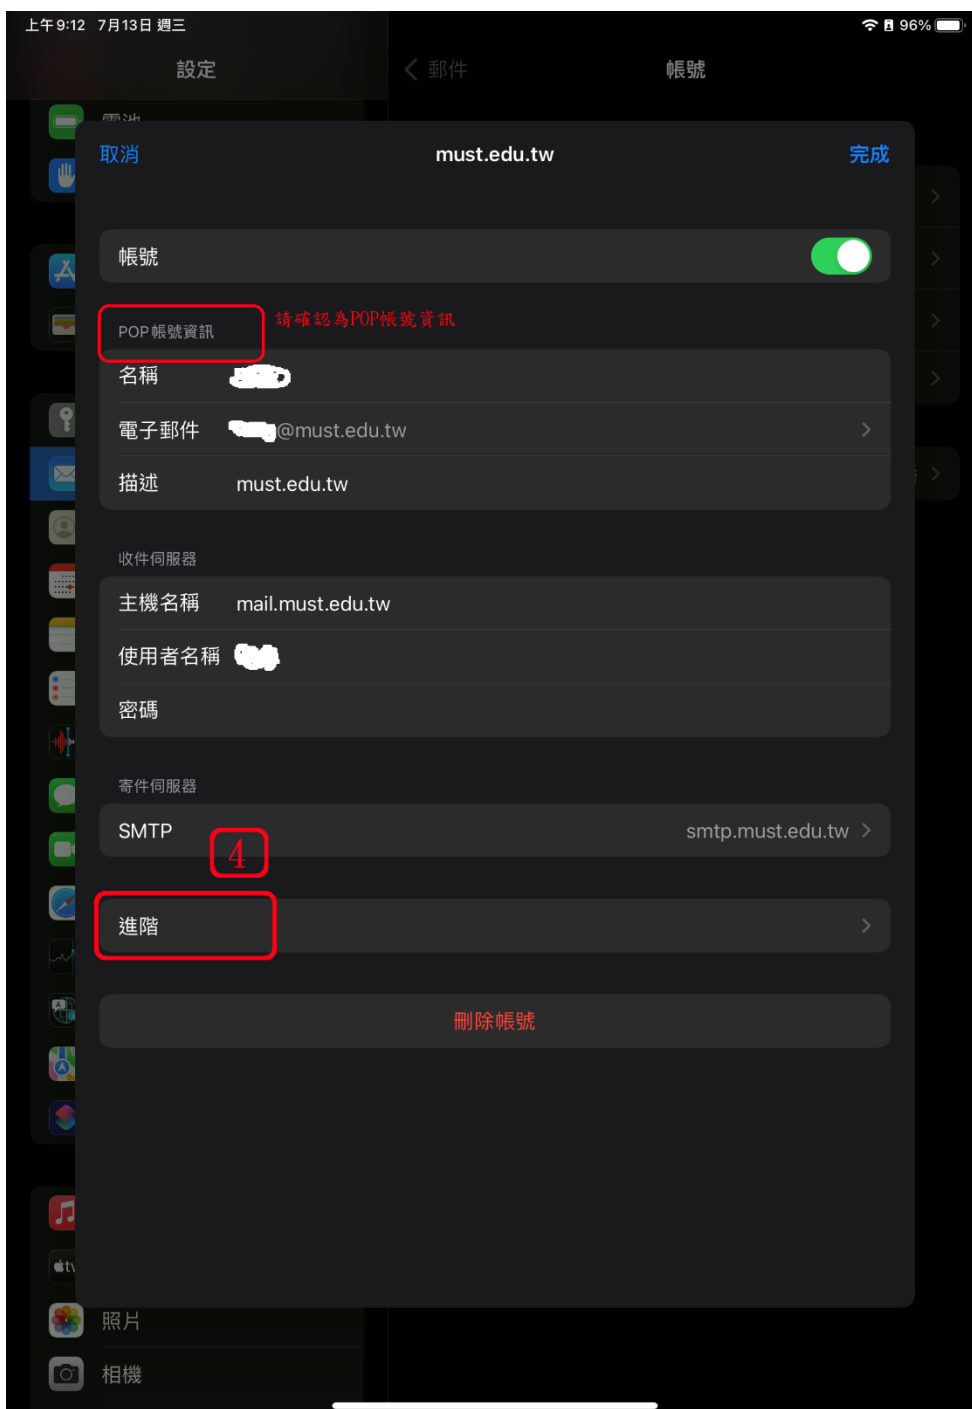 上午9:12 7月13日 週三 96%
設定 郵件 帳號
電池
取消 must.edu.tw 完成
帳號
POP帳號資訊 請確認為POP帳號資訊
名稱
電子郵件 @must.edu.tw
描述 must.edu.tw
收件伺服器
主機名稱 mail.must.edu.tw
使用者名稱
密碼
寄件伺服器
SMTP smtp.must.edu.tw
4
進階
刪除帳號
照片
相機